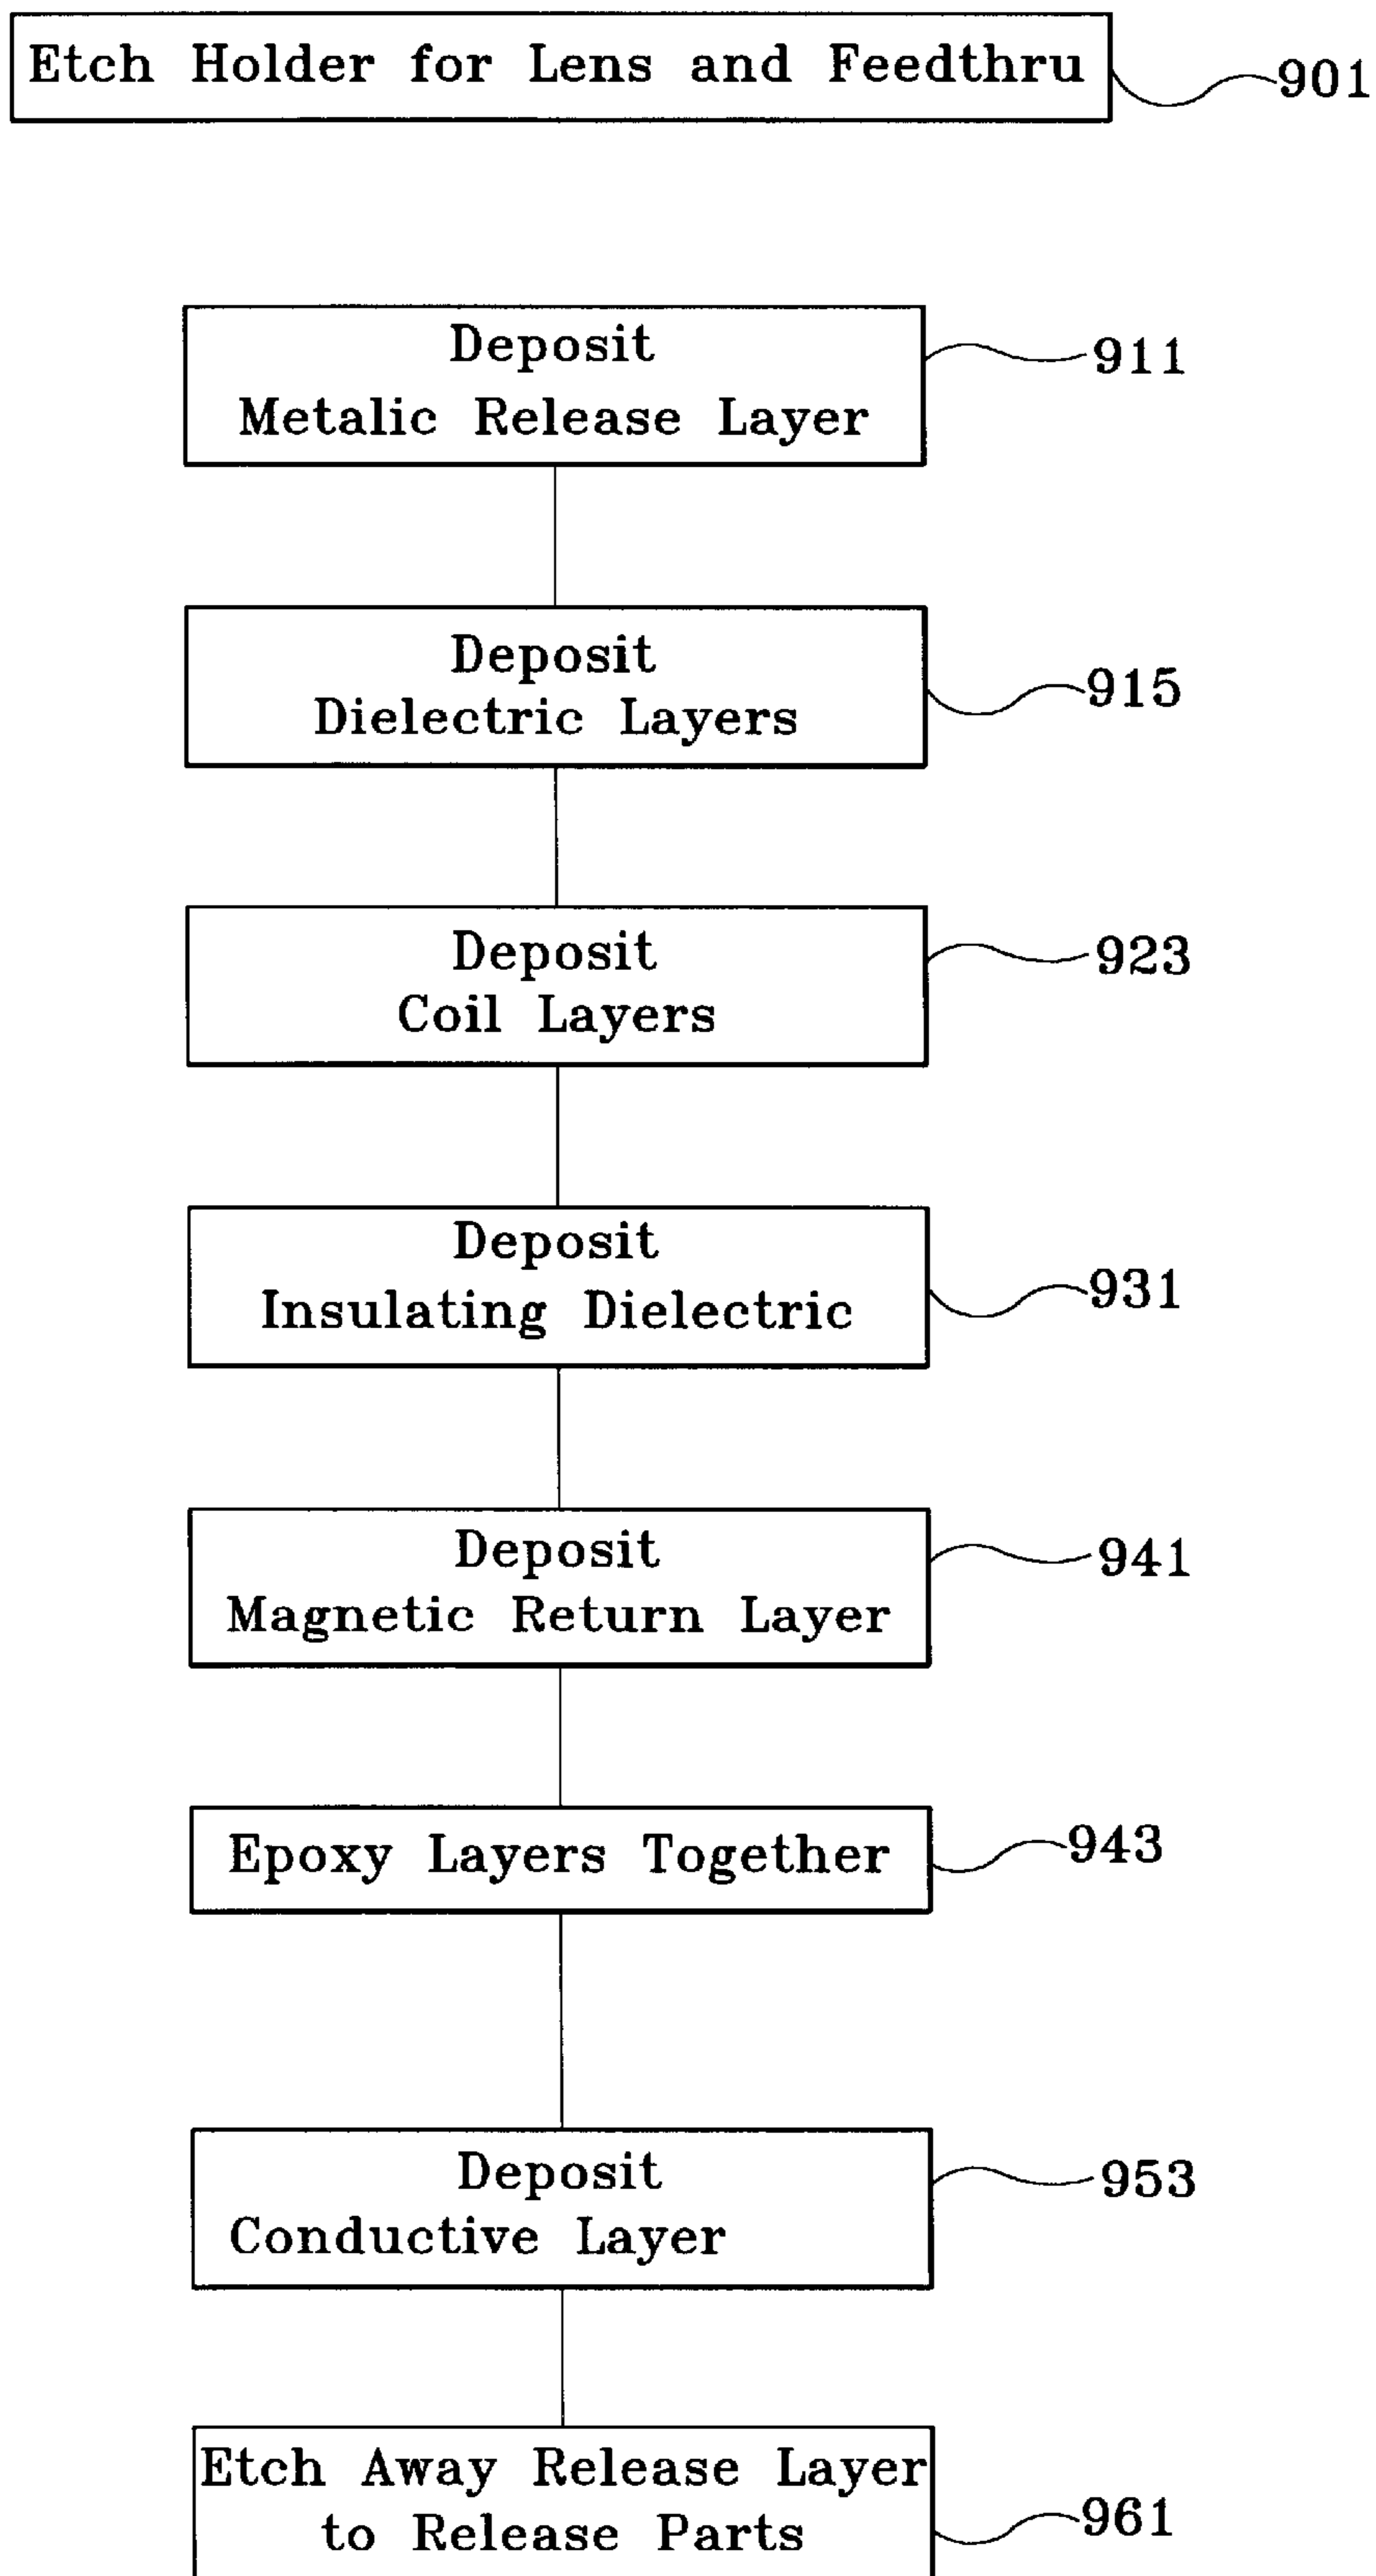 Etch Holder for Lens and Feedthru
901
Deposit
Metalic Release Layer
911
Deposit
Dielectric Layers
915
Deposit
Coil Layers
923
Deposit
Insulating Dielectric
931
Deposit
Magnetic Return Layer
941
Epoxy Layers Together
943
Deposit
Conductive Layer
953
Etch Away Release Layer
to Release Parts
961